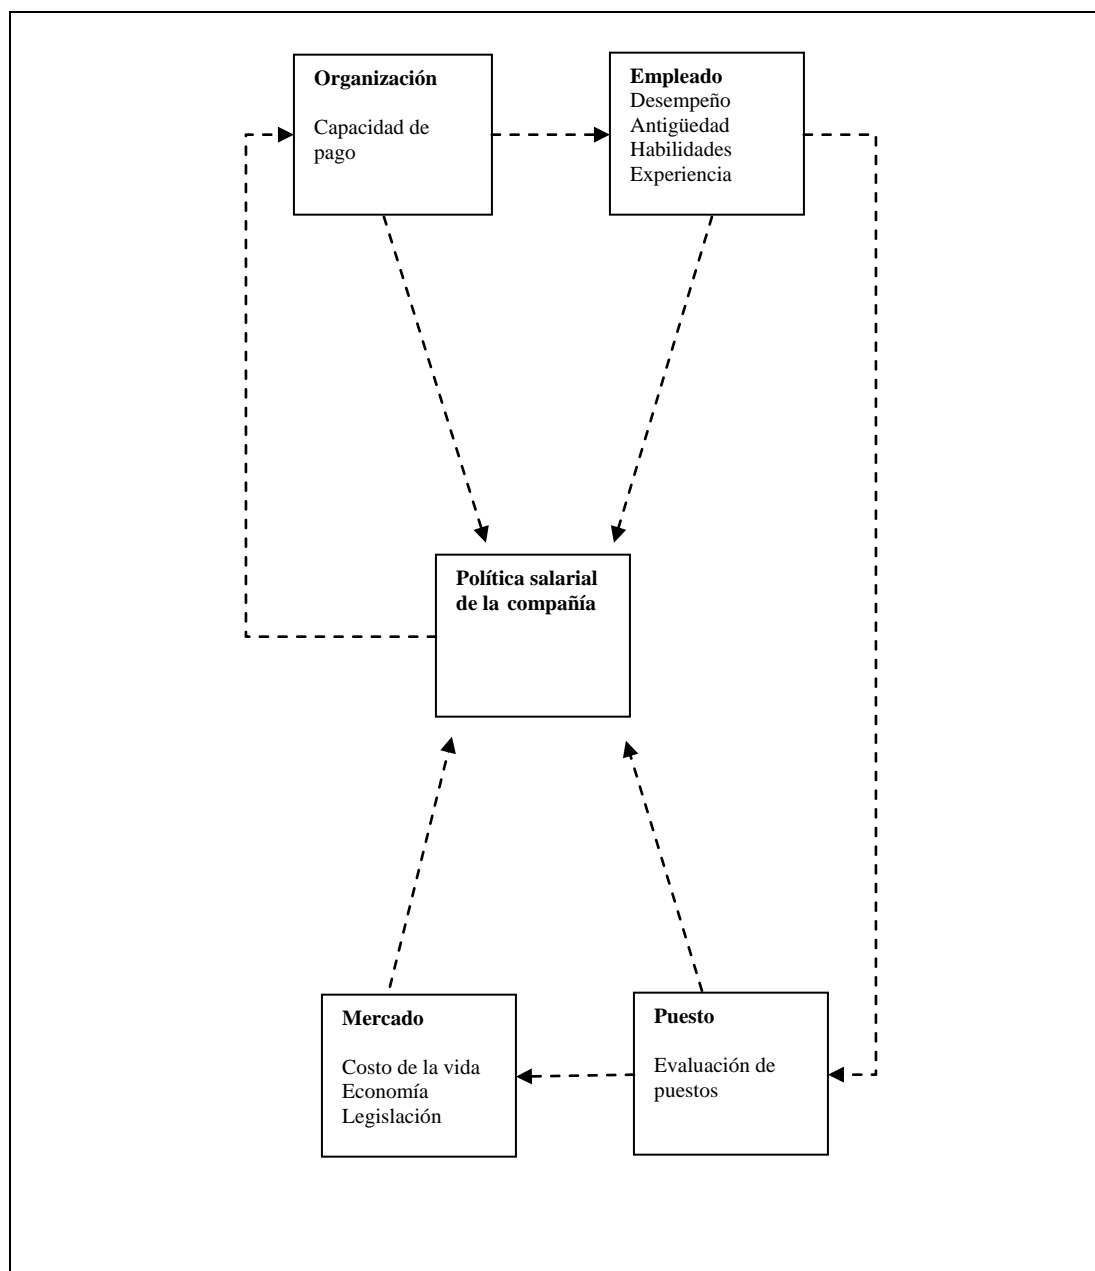 Organización
Capacidad de
pago
Empleado
Desempeño
Antigüedad
Habilidades
Experiencia
Política salarial
de la compañía
Mercado
Costo de la vida
Economía
Legislación
Puesto
Evaluación de
puestos